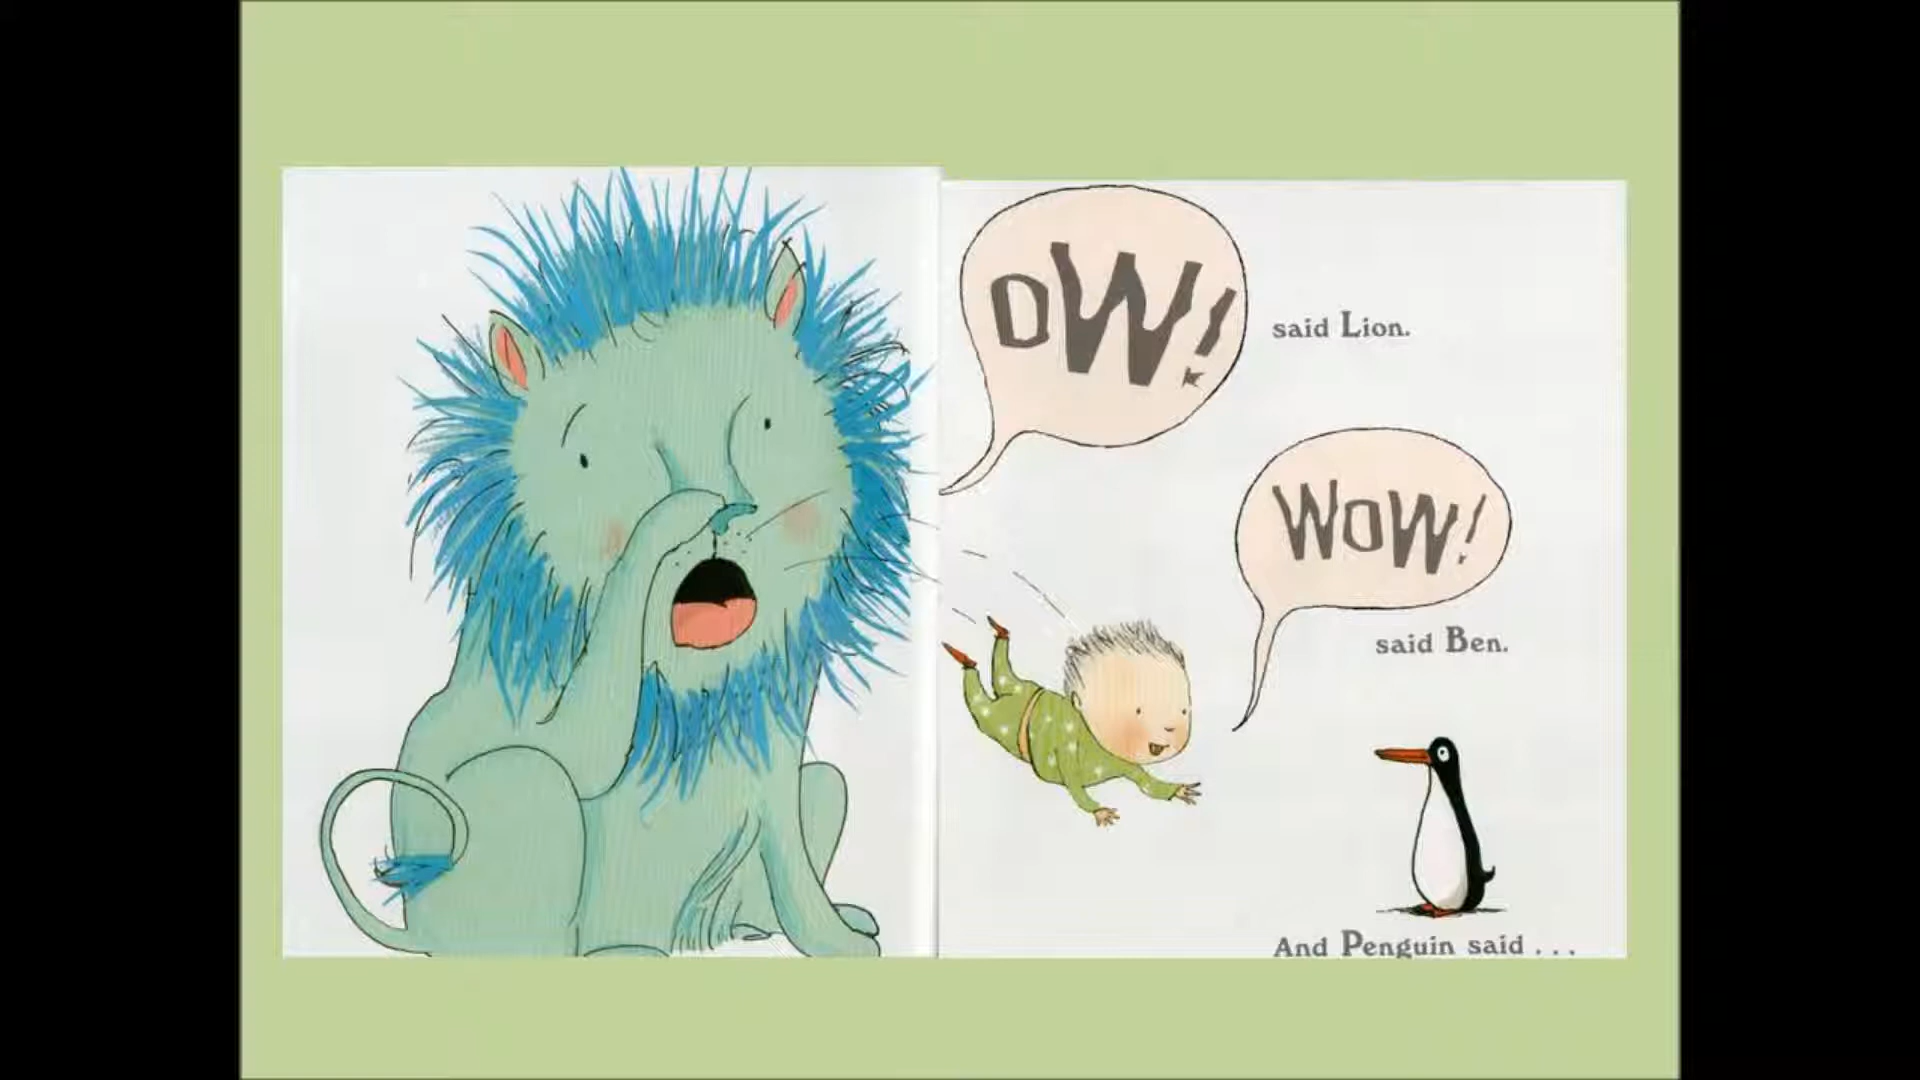 OW!
said Lion.
WOW!
said Ben.
And Penguin said . . .